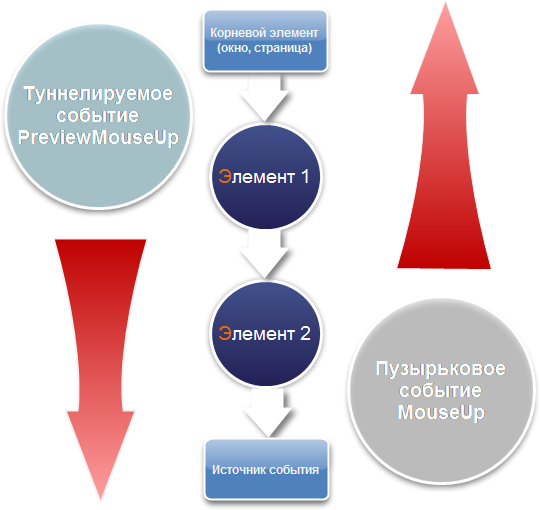 Корневой элемент
(окно, страница)
Туннелируемое
событие
PreviewMouseUp
Элемент 1
Элемент 2
Пузырьковое
событие
MouseUp
Источник события